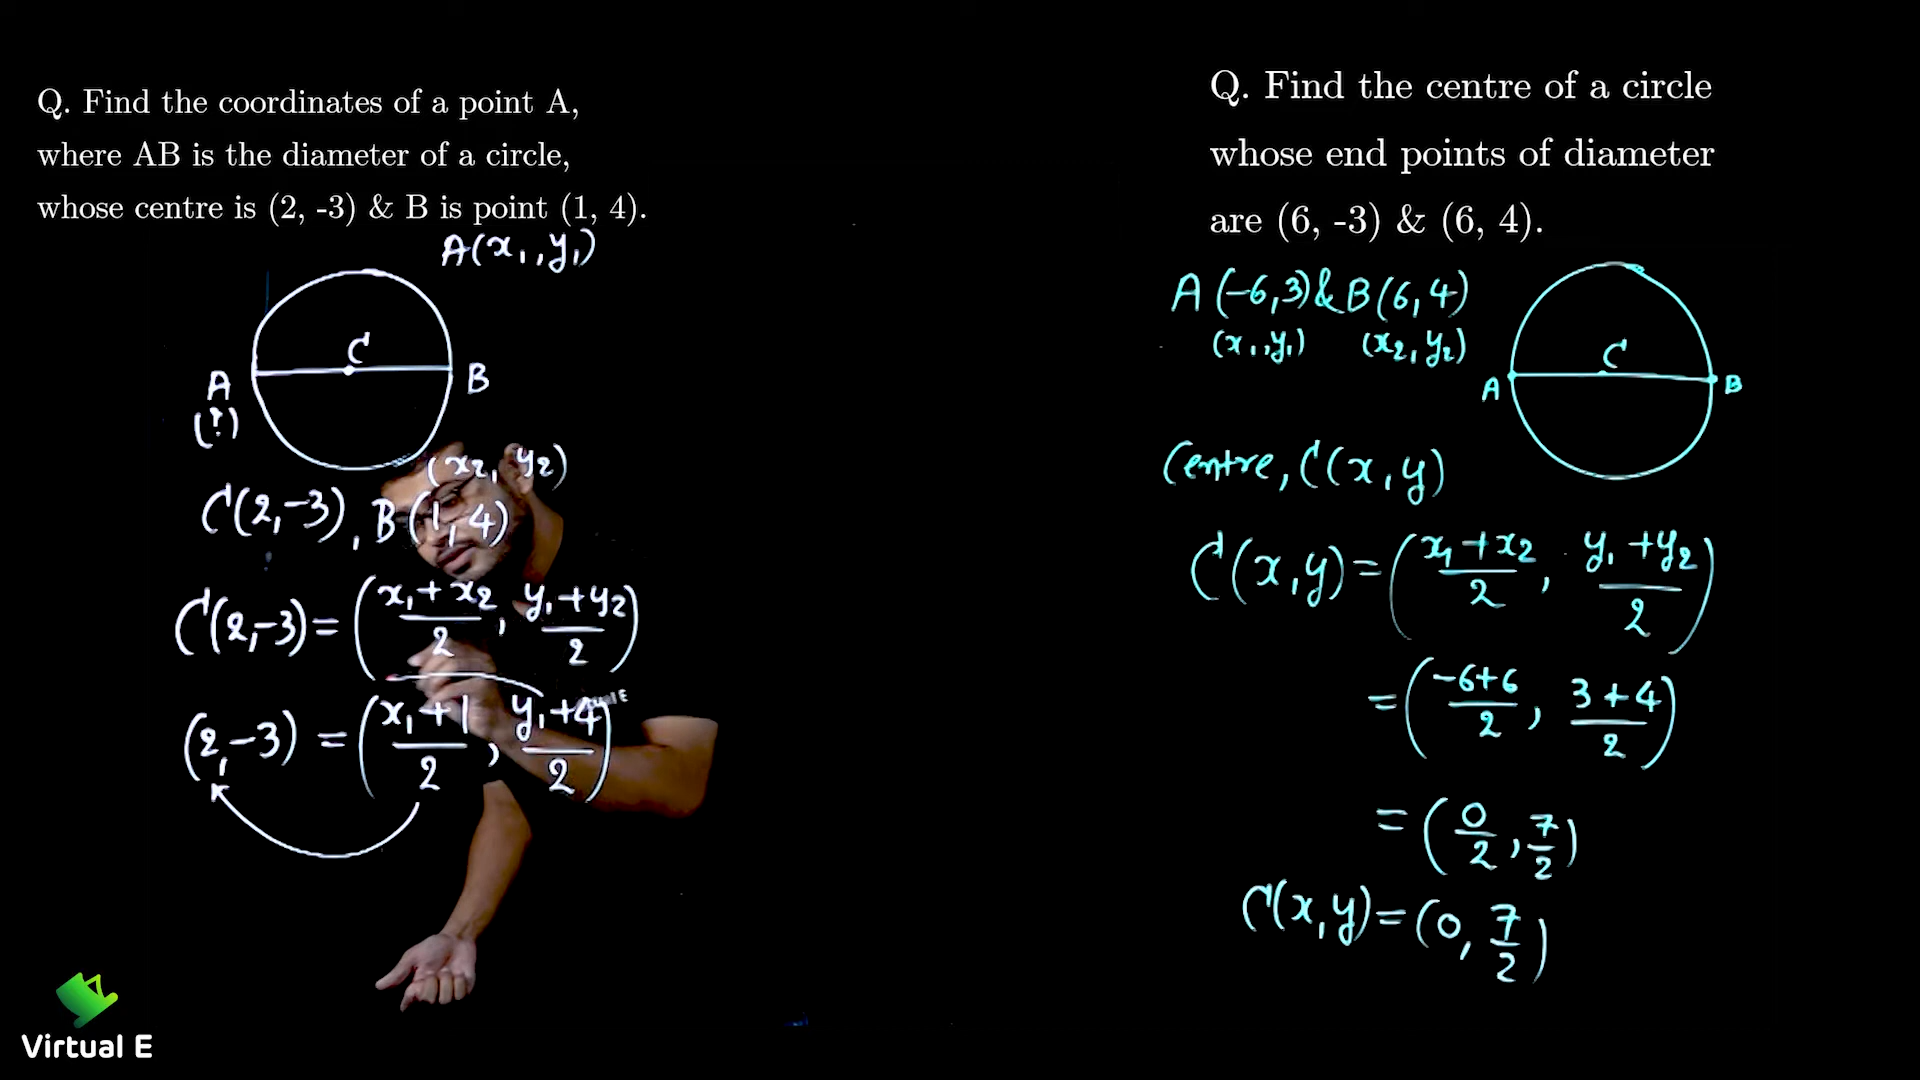 Q. Find the coordinates of a point A,
where AB is the diameter of a circle,
whose centre is (2, -3) & B is point (1, 4).
A(x₁, y₁)
C
A
B
(?)
(x₂, y₂)
C(2,-3), B(1,4)
C(2,-3) = ((x₁+x₂)/2, (y₁+y₂)/2)
(2,-3) = ((x₁+1)/2, (y₁+4)/2)
Virtual E
Q. Find the centre of a circle
whose end points of diameter
are (6, -3) & (6, 4).
A(-6,3) & B(6,4)
(x₁,y₁) (x₂,y₂)
C
A
B
Centre, C(x,y)
C(x,y) = ((x₁+x₂)/2, (y₁+y₂)/2)
= ((-6+6)/2, (3+4)/2)
= (0/2, 7/2)
C(x,y) = (0, 7/2)